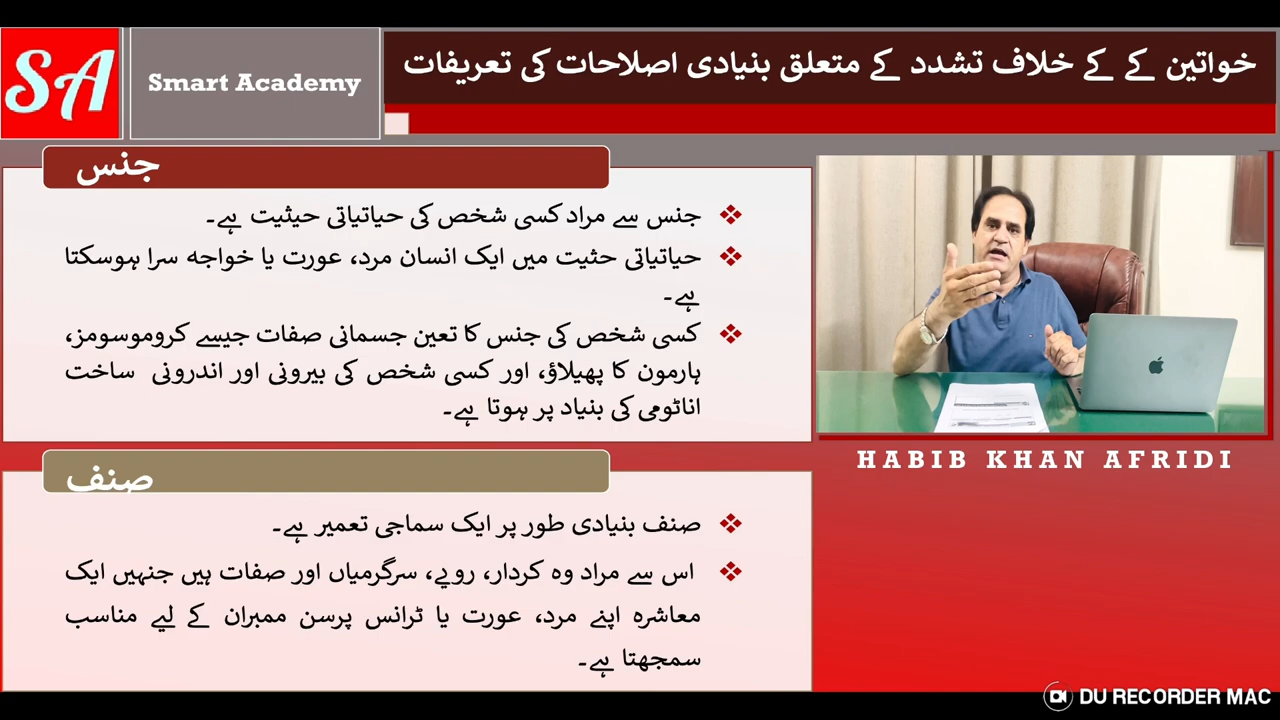 SA
Smart Academy
خواتین کے کے خلاف تشدد کے متعلق بنیادی اصلاحات کی تعریفات
جنس
جنس سے مراد کسی شخص کی حیاتیاتی حیثیت ہے۔
حیاتیاتی حثیت میں ایک انسان مرد، عورت یا خواجہ سرا ہوسکتا
ہے۔
کسی شخص کی جنس کا تعین جسمانی صفات جیسے کروموسومز،
ہارمون کا پھیلاؤ، اور کسی شخص کی بیرونی اور اندرونی ساخت
اناٹومی کی بنیاد پر ہوتا ہے۔
HABIB KHAN AFRIDI
صنف
صنف بنیادی طور پر ایک سماجی تعمیر ہے۔
اس سے مراد وہ کردار، رویے، سرگرمیاں اور صفات ہیں جنہیں ایک
معاشرہ اپنے مرد، عورت یا ٹرانس پرسن ممبران کے لیے مناسب
سمجھتا ہے۔
DU RECORDER MAC